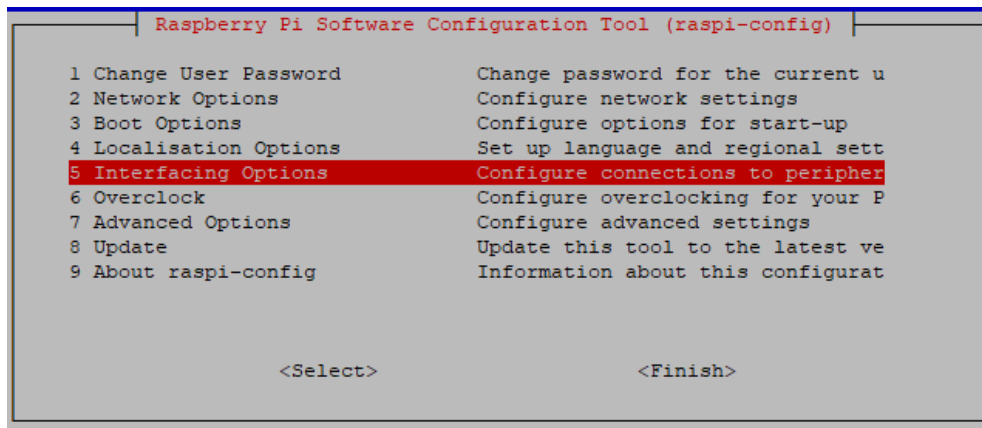 Raspberry Pi Software Configuration Tool (raspi-config)
1 Change User Password Change password for the current u
2 Network Options Configure network settings
3 Boot Options Configure options for start-up
4 Localisation Options Set up language and regional sett
5 Interfacing Options Configure connections to peripher
6 Overclock Configure overclocking for your P
7 Advanced Options Configure advanced settings
8 Update Update this tool to the latest ve
9 About raspi-config Information about this configurat
<Select> <Finish>